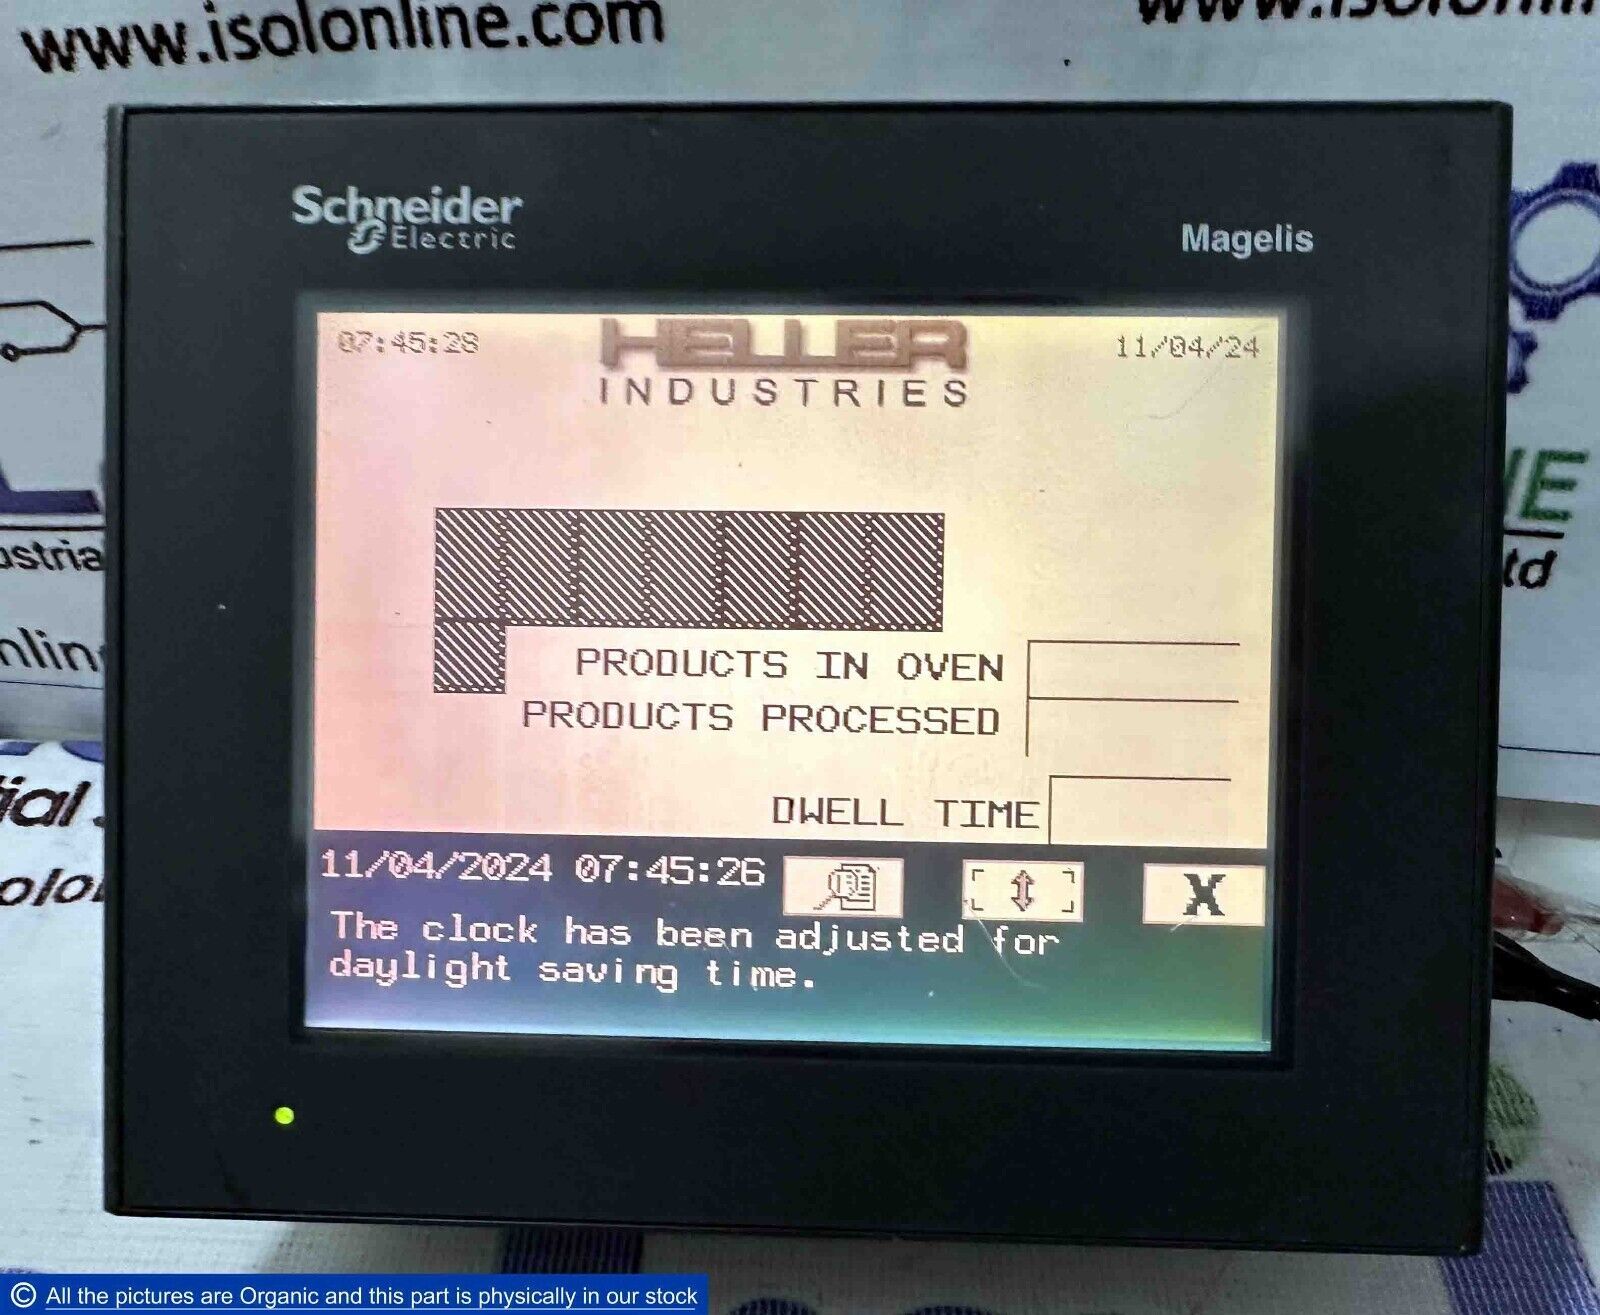 www.isolonline.com
Schneider
Electric
Magelis
07:45:28
HELLER
INDUSTRIES
11/04/24
PRODUCTS IN OVEN
PRODUCTS PROCESSED
DWELL TIME
11/04/2024 07:45:26
X
The clock has been adjusted for
daylight saving time.
© All the pictures are Organic and this part is physically in our stock